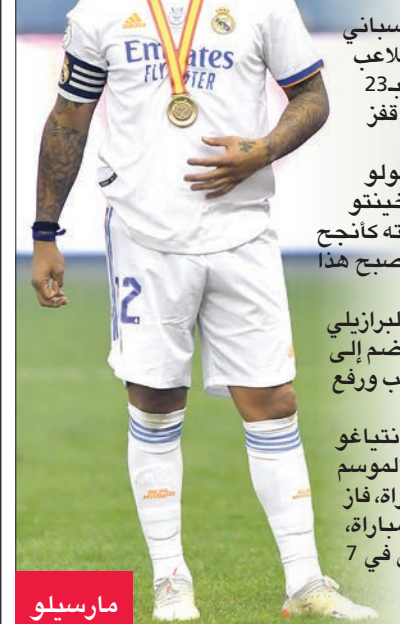 سباني
للاعب
بـ23
قفز
ولو
خينتو
ته كأنجح
صبح هذا
لبرازيلي
ضم إلى
ب ورفع
نتياغو
لموسم
راة، فاز
مباراة،
ي في 7
Emirates
FLY BETTER
12
مارسيلو